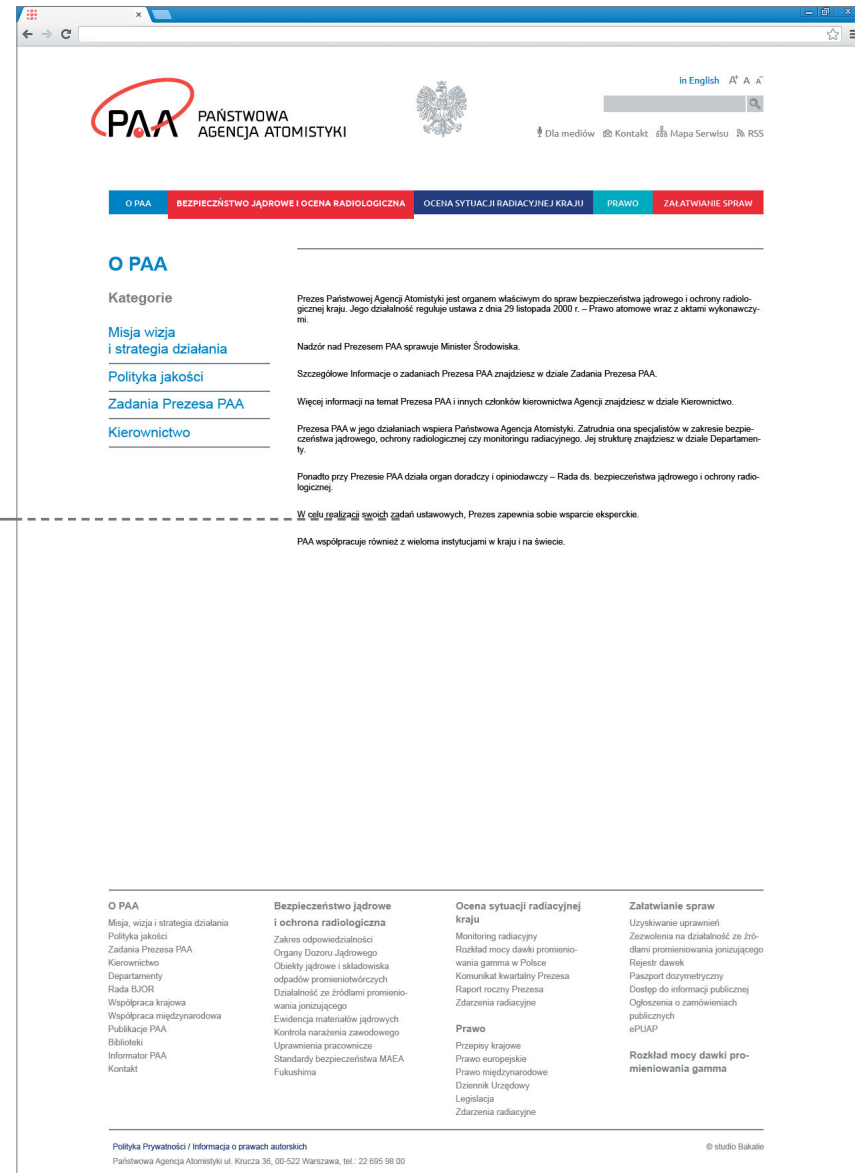 in English A+ A A-
PAA PAŃSTWOWA
AGENCJA ATOMISTYKI
Dla mediów Kontakt Mapa Serwisu RSS
O PAA BEZPIECZŃSTWO JĄDROWE I OCENA RADIOLOGICZNA OCENA SYTUACJI RADIACYJNEJ KRAJU PRAWO ZAŁATWIANIE SPRAW
O PAA
Kategorie
Misja wizja
i strategia działania
Polityka jakości
Zadania Prezesa PAA
Kierownictwo
Prezes Państwowej Agencji Atomistyki jest organem właściwym do spraw bezpieczeństwa jądrowego i ochrony radiolo-
gicznej kraju. Jego działalność reguluje ustawa z dnia 29 listopada 2000 r. – Prawo atomowe wraz z aktami wykonawczy-
mi.
Nadzór nad Prezesem PAA sprawuje Minister Środowiska.
Szczegółowe Informacje o zadaniach Prezesa PAA znajdziesz w dziale Zadania Prezesa PAA.
Więcej informacji na temat Prezesa PAA i innych członków kierownictwa Agencji znajdziesz w dziale Kierownictwo.
Prezesa PAA w jego działaniach wspiera Państwowa Agencja Atomistyki. Zatrudnia ona specjalistów w zakresie bezpie-
czeństwa jądrowego, ochrony radiologicznej czy monitoringu radiacyjnego. Jej strukturę znajdziesz w dziale Departamen-
ty.
Ponadto przy Prezesie PAA działa organ doradczy i opiniodawczy – Rada ds. bezpieczeństwa jądrowego i ochrony radio-
logicznej.
W celu realizacji swoich zadań ustawowych, Prezes zapewnia sobie wsparcie eksperckie.
PAA współpracuje również z wieloma instytucjami w kraju i na świecie.
O PAA
Misja, wizja i strategia działania
Polityka jakości
Zadania Prezesa PAA
Kierownictwo
Departamenty
Rada BJOR
Współpraca krajowa
Współpraca międzynarodowa
Publikacje PAA
Biblioteki
Informator PAA
Kontakt
Bezpieczeństwo jądrowe
i ochrona radiologiczna
Zakres odpowiedzialności
Organy Dozoru Jądrowego
Obiekty jądrowe i składowiska
odpadów promieniotwórczych
Działalność ze źródłami promienio-
wania jonizującego
Ewidencja materiałów jądrowych
Kontrola narażenia zawodowego
Uprawnienia pracownicze
Standardy bezpieczeństwa MAEA
Fukushima
Ocena sytuacji radiacyjnej
kraju
Monitoring radiacyjny
Rozkład mocy dawki promienio-
wania gamma w Polsce
Komunikat kwartalny Prezesa
Raport roczny Prezesa
Zdarzenia radiacyjne
Prawo
Przepisy krajowe
Prawo europejskie
Prawo międzynarodowe
Dziennik Urzędowy
Legislacja
Zdarzenia radiacyjne
Załatwianie spraw
Uzyskiwanie uprawnień
Zezwolenia na działalność ze źró-
dłami promieniowania jonizującego
Rejestr dawek
Paszport dozymetryczny
Dostęp do informacji publicznej
Ogłoszenia o zamówieniach
publicznych
ePUAP
Rozkład mocy dawki pro-
mieniowania gamma
Polityka Prywatności / Informacja o prawach autorskich
Państwowa Agencja Atomistyki ul. Krucza 36, 00-522 Warszawa, tel.: 22 695 98 00
© studio Bakalie